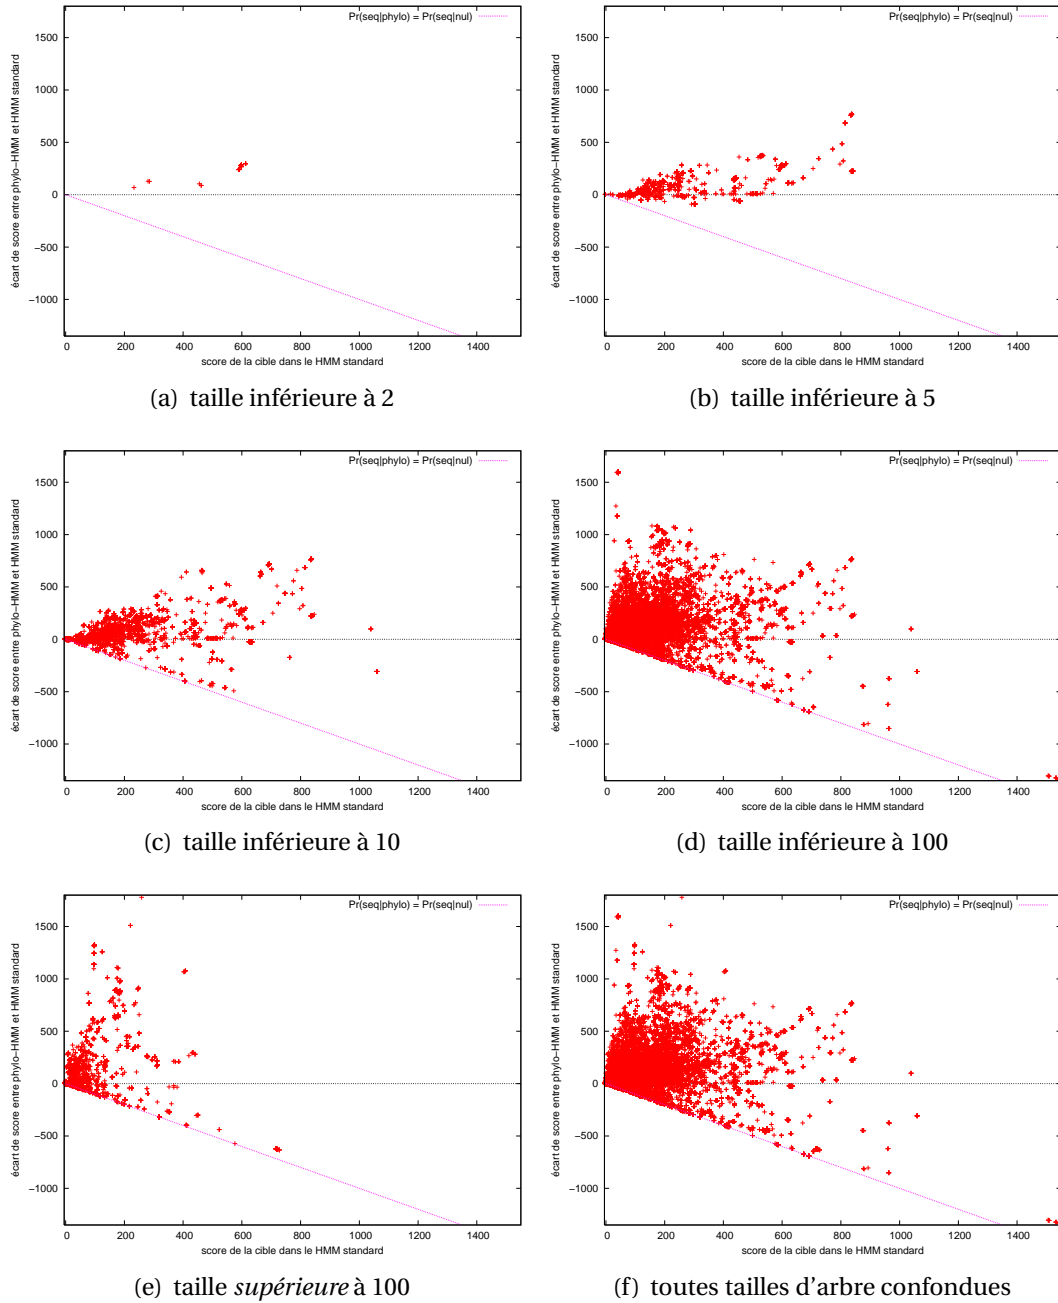 Pr(seq|phylo) = Pr(seq|nul)
écart de score entre phylo−HMM et HMM standard
1500
1000
500
0
−500
−1000
0 200 400 600 800 1000 1200 1400
score de la cible dans le HMM standard
(a) taille inférieure à 2
Pr(seq|phylo) = Pr(seq|nul)
écart de score entre phylo−HMM et HMM standard
1500
1000
500
0
−500
−1000
0 200 400 600 800 1000 1200 1400
score de la cible dans le HMM standard
(b) taille inférieure à 5
Pr(seq|phylo) = Pr(seq|nul)
écart de score entre phylo−HMM et HMM standard
1500
1000
500
0
−500
−1000
0 200 400 600 800 1000 1200 1400
score de la cible dans le HMM standard
(c) taille inférieure à 10
Pr(seq|phylo) = Pr(seq|nul)
écart de score entre phylo−HMM et HMM standard
1500
1000
500
0
−500
−1000
0 200 400 600 800 1000 1200 1400
score de la cible dans le HMM standard
(d) taille inférieure à 100
Pr(seq|phylo) = Pr(seq|nul)
écart de score entre phylo−HMM et HMM standard
1500
1000
500
0
−500
−1000
0 200 400 600 800 1000 1200 1400
score de la cible dans le HMM standard
(e) taille supérieure à 100
Pr(seq|phylo) = Pr(seq|nul)
écart de score entre phylo−HMM et HMM standard
1500
1000
500
0
−500
−1000
0 200 400 600 800 1000 1200 1400
score de la cible dans le HMM standard
(f) toutes tailles d'arbre confondues